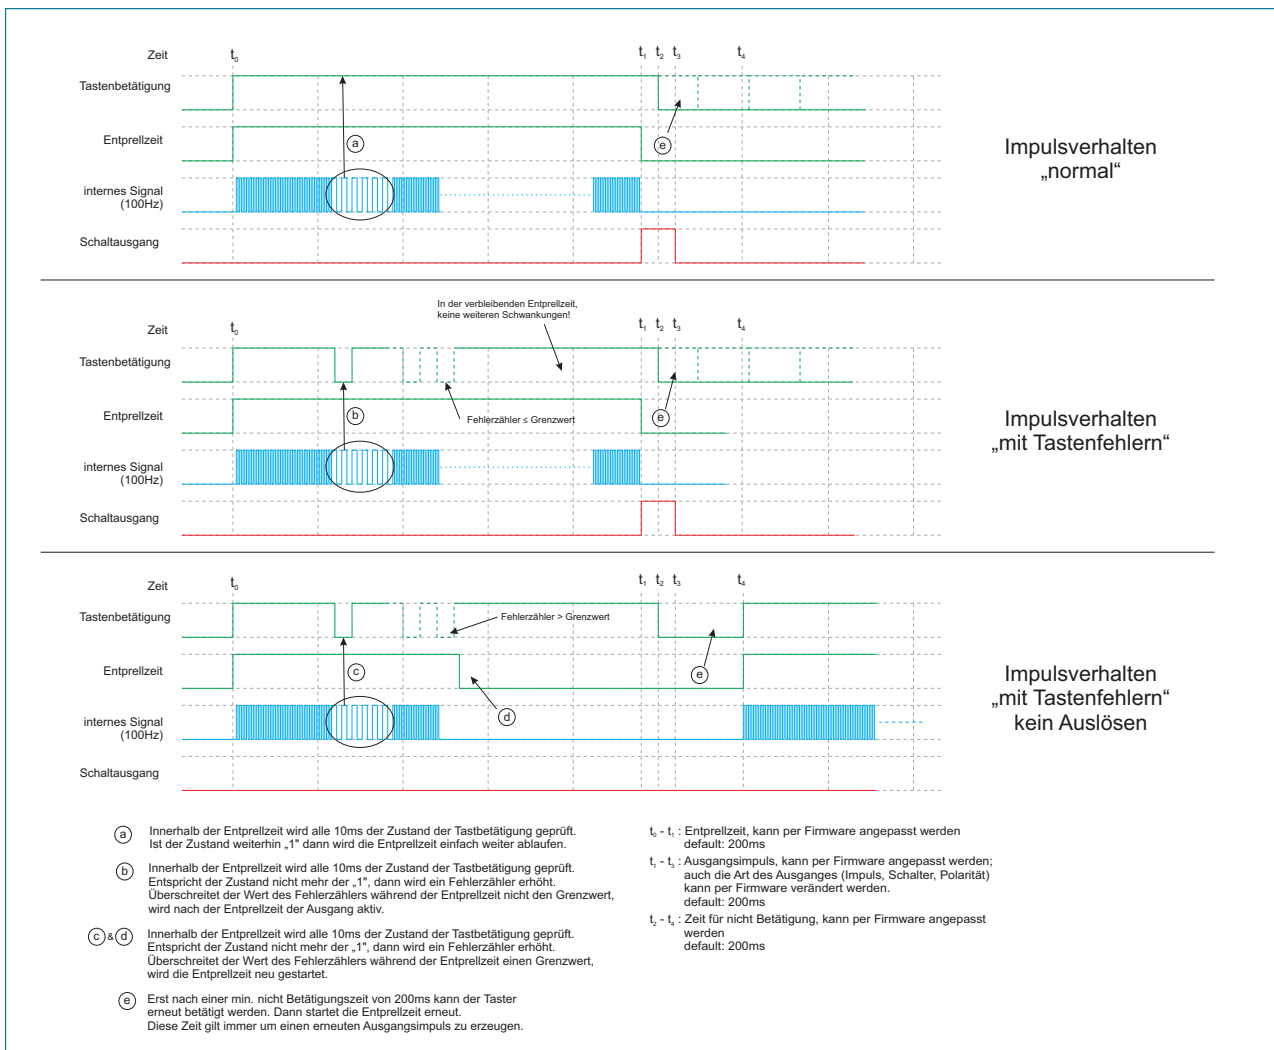 Zeit t0 t1 t2 t3 t4
Tastenbetätigung
Entprellzeit
a
e
internes Signal
(100Hz)
Schaltausgang
Impulsverhalten
„normal“
In der verbleibenden Entprellzeit,
keine weiteren Schwankungen!
Zeit t0 t1 t2 t3 t4
Tastenbetätigung
Entprellzeit
b
Fehlerzähler ≤ Grenzwert
e
internes Signal
(100Hz)
Schaltausgang
Impulsverhalten
„mit Tastenfehlern“
Zeit t0 t1 t2 t3 t4
Tastenbetätigung
Fehlerzähler > Grenzwert
Entprellzeit
c
e
d
internes Signal
(100Hz)
Schaltausgang
Impulsverhalten
„mit Tastenfehlern“
kein Auslösen
a Innerhalb der Entprellzeit wird alle 10ms der Zustand der Tastbetätigung geprüft.
Ist der Zustand weiterhin „1" dann wird die Entprellzeit einfach weiter ablaufen.
b Innerhalb der Entprellzeit wird alle 10ms der Zustand der Tastbetätigung geprüft.
Entspricht der Zustand nicht mehr der „1", dann wird ein Fehlerzähler erhöht.
Überschreitet der Wert des Fehlerzählers während der Entprellzeit nicht den Grenzwert,
wird nach der Entprellzeit der Ausgang aktiv.
c & d Innerhalb der Entprellzeit wird alle 10ms der Zustand der Tastbetätigung geprüft.
Entspricht der Zustand nicht mehr der „1", dann wird ein Fehlerzähler erhöht.
Überschreitet der Wert des Fehlerzählers während der Entprellzeit einen Grenzwert,
wird die Entprellzeit neu gestartet.
e Erst nach einer min. nicht Betätigungszeit von 200ms kann der Taster
erneut betätigt werden. Dann startet die Entprellzeit erneut.
Diese Zeit gilt immer um einen erneuten Ausgangsimpuls zu erzeugen.
t0 - t1 : Entprellzeit, kann per Firmware angepasst werden
default: 200ms
t1 - t3 : Ausgangsimpuls, kann per Firmware angepasst werden;
auch die Art des Ausganges (Impuls, Schalter, Polarität)
kann per Firmware verändert werden.
default: 200ms
t2 - t4 : Zeit für nicht Betätigung, kann per Firmware angepasst
werden
default: 200ms